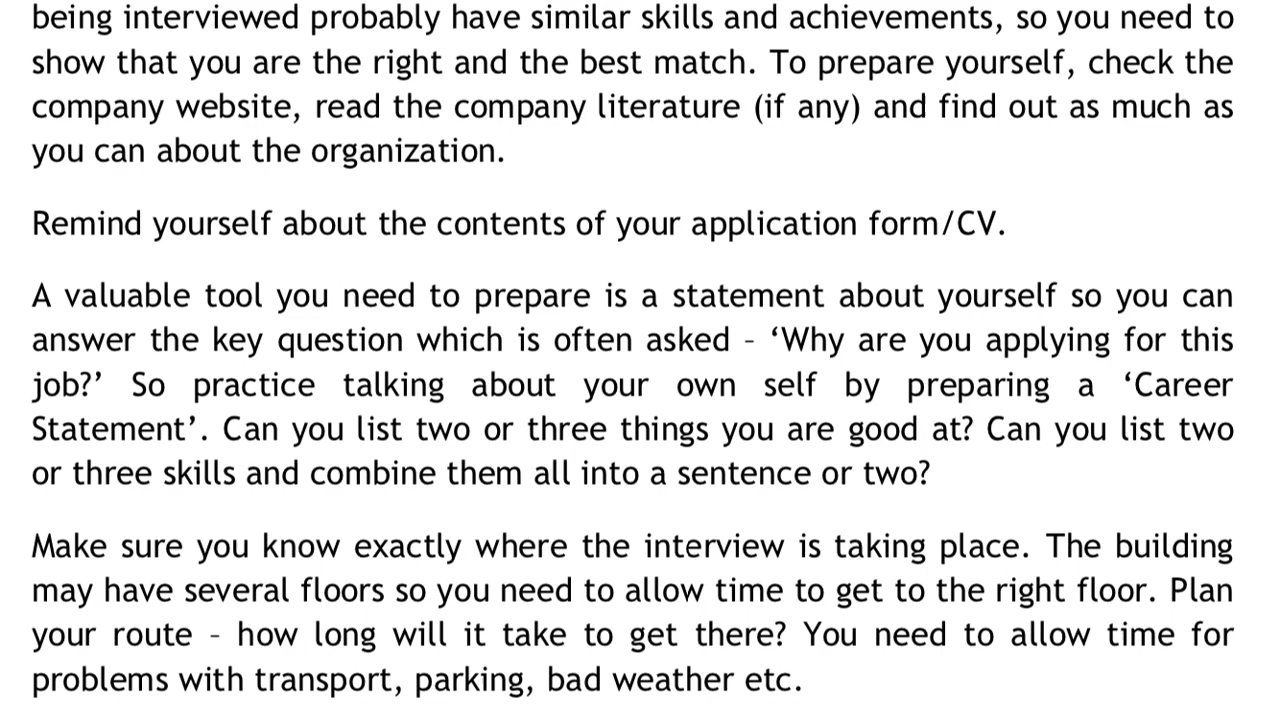 being interviewed probably have similar skills and achievements, so you need to
show that you are the right and the best match. To prepare yourself, check the
company website, read the company literature (if any) and find out as much as
you can about the organization.
Remind yourself about the contents of your application form/CV.
A valuable tool you need to prepare is a statement about yourself so you can
answer the key question which is often asked - ‘Why are you applying for this
job?’ So practice talking about your own self by preparing a ‘Career
Statement’. Can you list two or three things you are good at? Can you list two
or three skills and combine them all into a sentence or two?
Make sure you know exactly where the interview is taking place. The building
may have several floors so you need to allow time to get to the right floor. Plan
your route - how long will it take to get there? You need to allow time for
problems with transport, parking, bad weather etc.